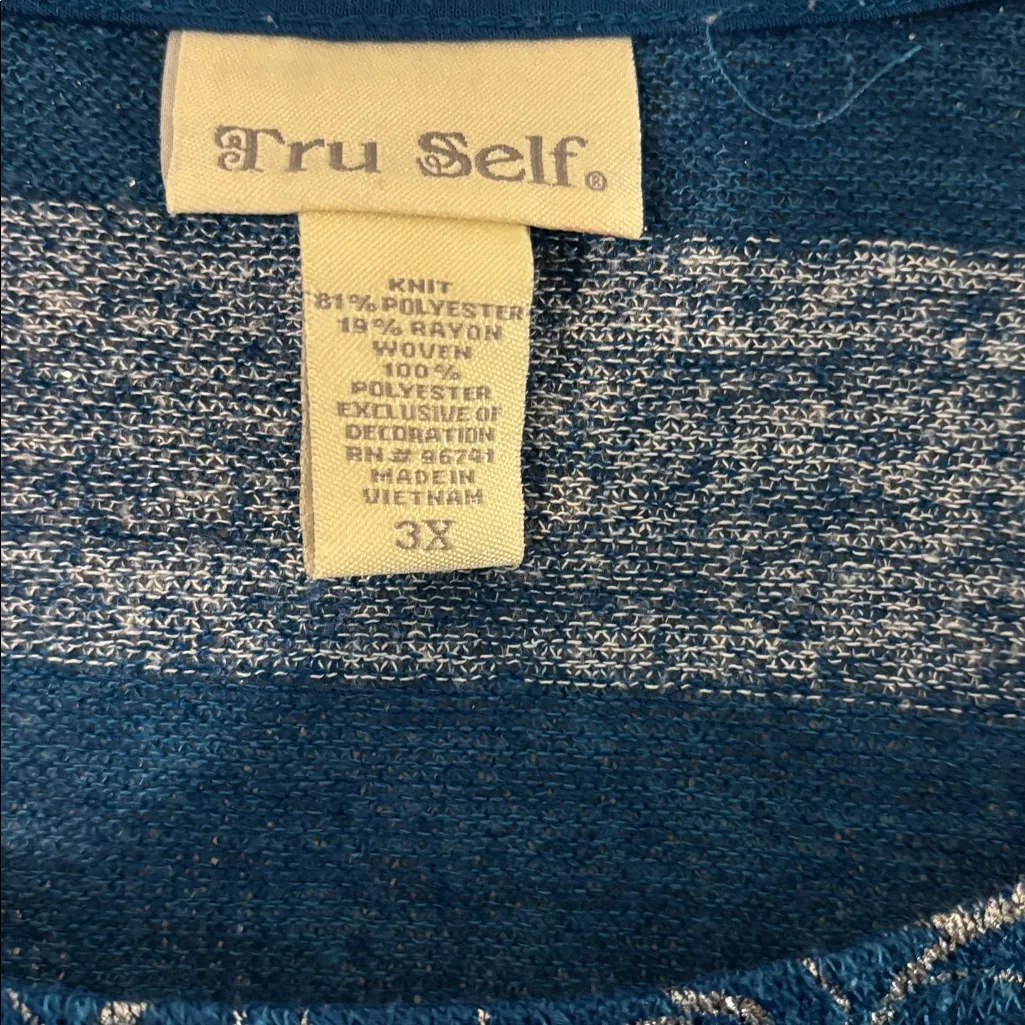 Tru Self®
KNIT
81% POLYESTER
19% RAYON
WOVEN
100%
POLYESTER
EXCLUSIVE OF
DECORATION
RN# 96741
MADE IN
VIETNAM
3X